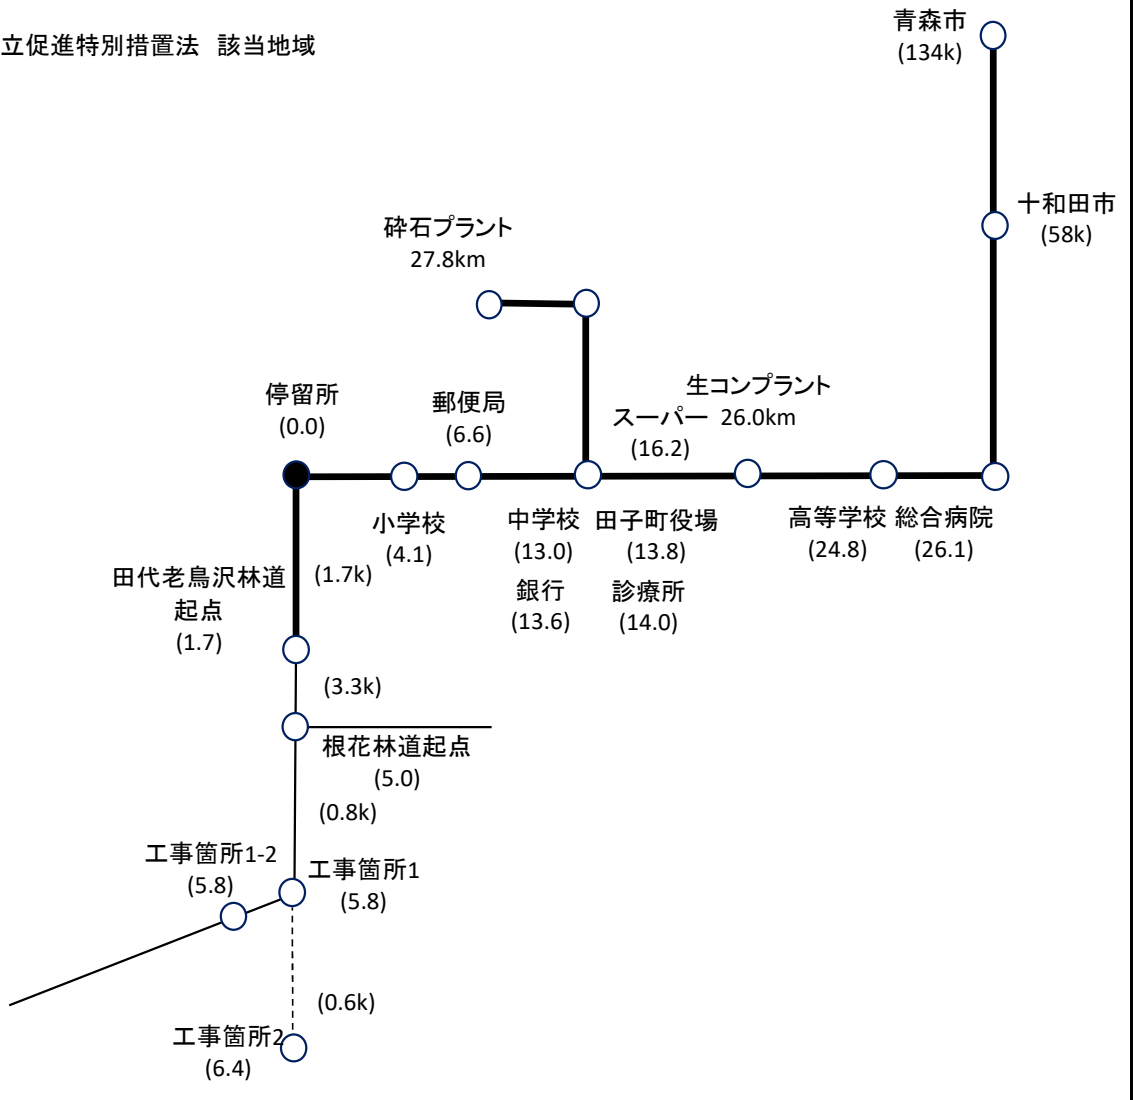 青森市
(134k)
立促進特別措置法 該当地域
十和田市
(58k)
砕石プラント
27.8km
停留所
(0.0)
郵便局
(6.6)
生コンプラント
スーパー 26.0km
(16.2)
小学校
(4.1)
中学校
(13.0)
銀行
(13.6)
田子町役場
(13.8)
診療所
(14.0)
高等学校
(24.8)
総合病院
(26.1)
田代老鳥沢林道
起点
(1.7)
(1.7k)
(3.3k)
根花林道起点
(5.0)
(0.8k)
工事箇所1-2
(5.8)
工事箇所1
(5.8)
(0.6k)
工事箇所2
(6.4)